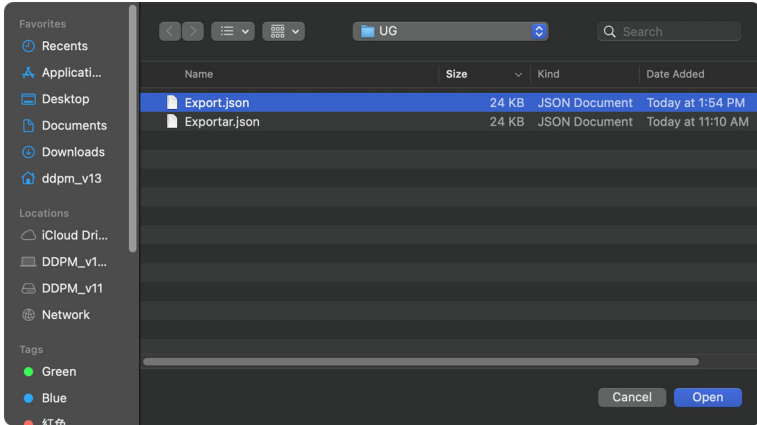 Favorites
Recents
Applicati...
Desktop
Documents
Downloads
ddpm_v13
Locations
iCloud Dri...
DDPM_v1...
DDPM_v11
Network
Tags
Green
Blue
UG
Search
Name Size Kind Date Added
Export.json 24 KB JSON Document Today at 1:54 PM
Exportar.json 24 KB JSON Document Today at 11:10 AM
Cancel Open